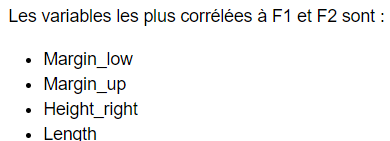 Les variables les plus corrélées à F1 et F2 sont :
Margin_low
Margin_up
Height_right
Length